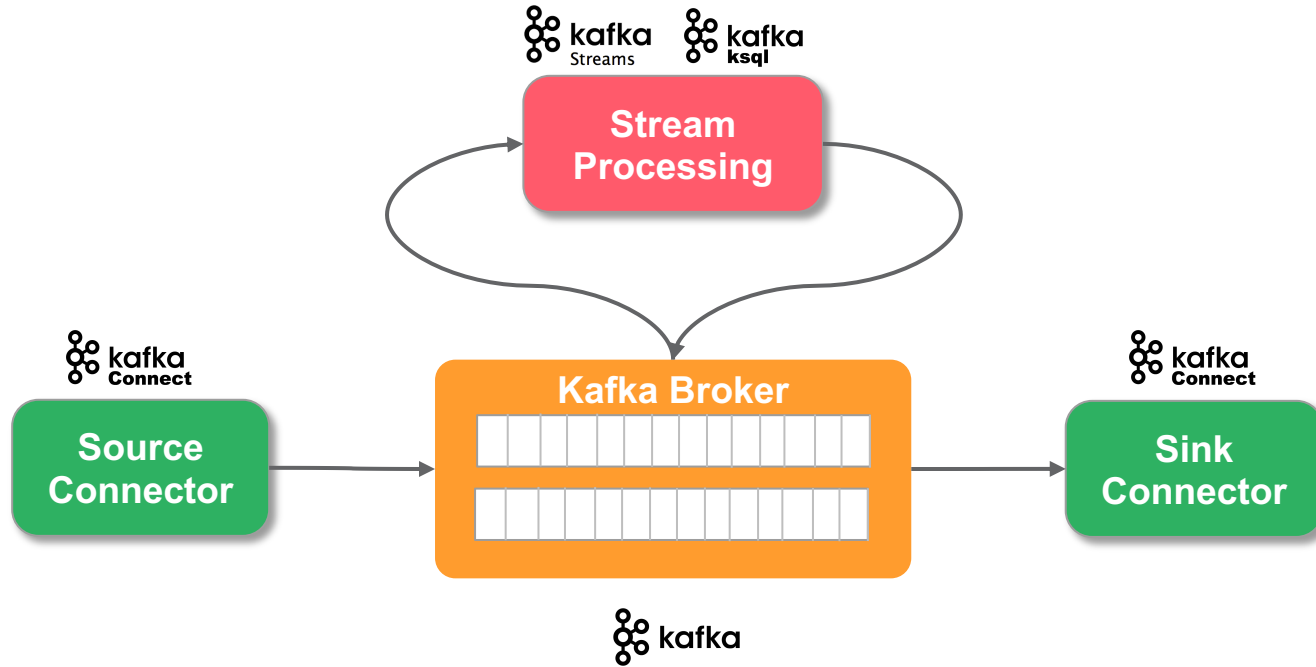 kafka
Streams
kafka
ksql
Stream
Processing
kafka
Connect
Source
Connector
Kafka Broker
kafka
Connect
Sink
Connector
kafka